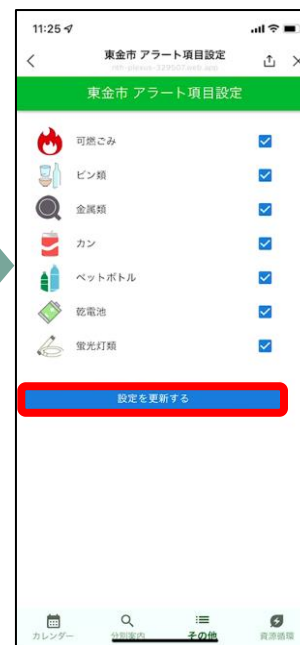 11:25
東金市 アラート項目設定
東金市 アラート項目設定
可燃ごみ
ビン類
金属類
カン
ペットボトル
乾電池
蛍光灯類
設定を更新する
カレンダー 分別案内 その他 資源循環